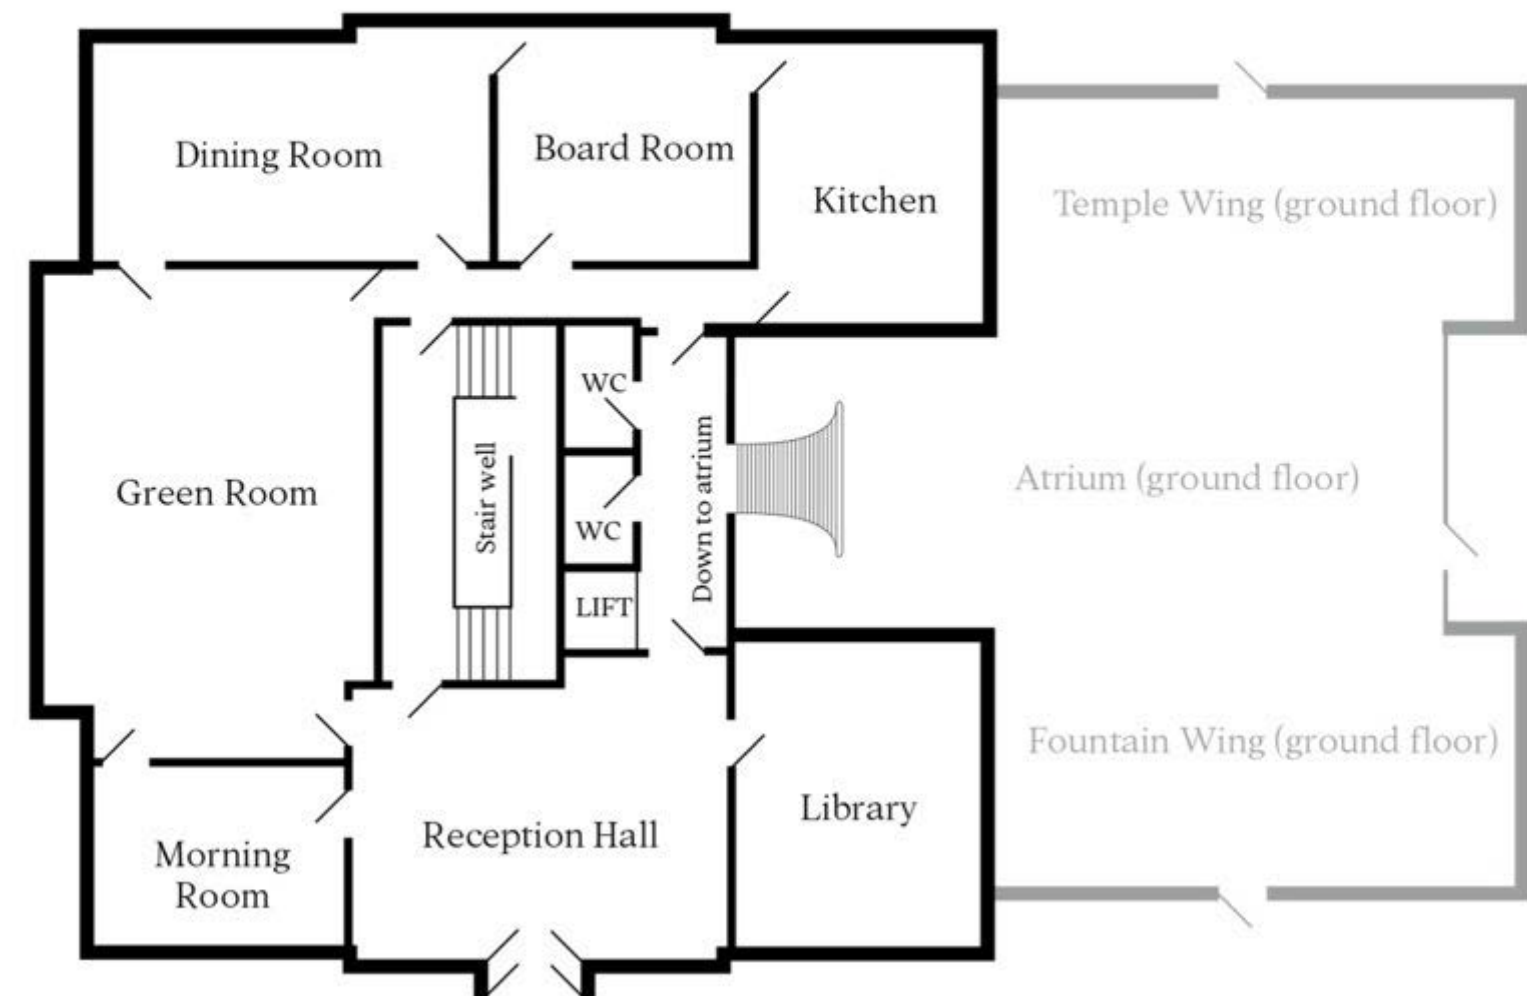 Dining Room
Board Room
Kitchen
Temple Wing (ground floor)
WC
Green Room
Stair well
WC
Down to atrium
Atrium (ground floor)
LIFT
Fountain Wing (ground floor)
Reception Hall
Library
Morning
Room